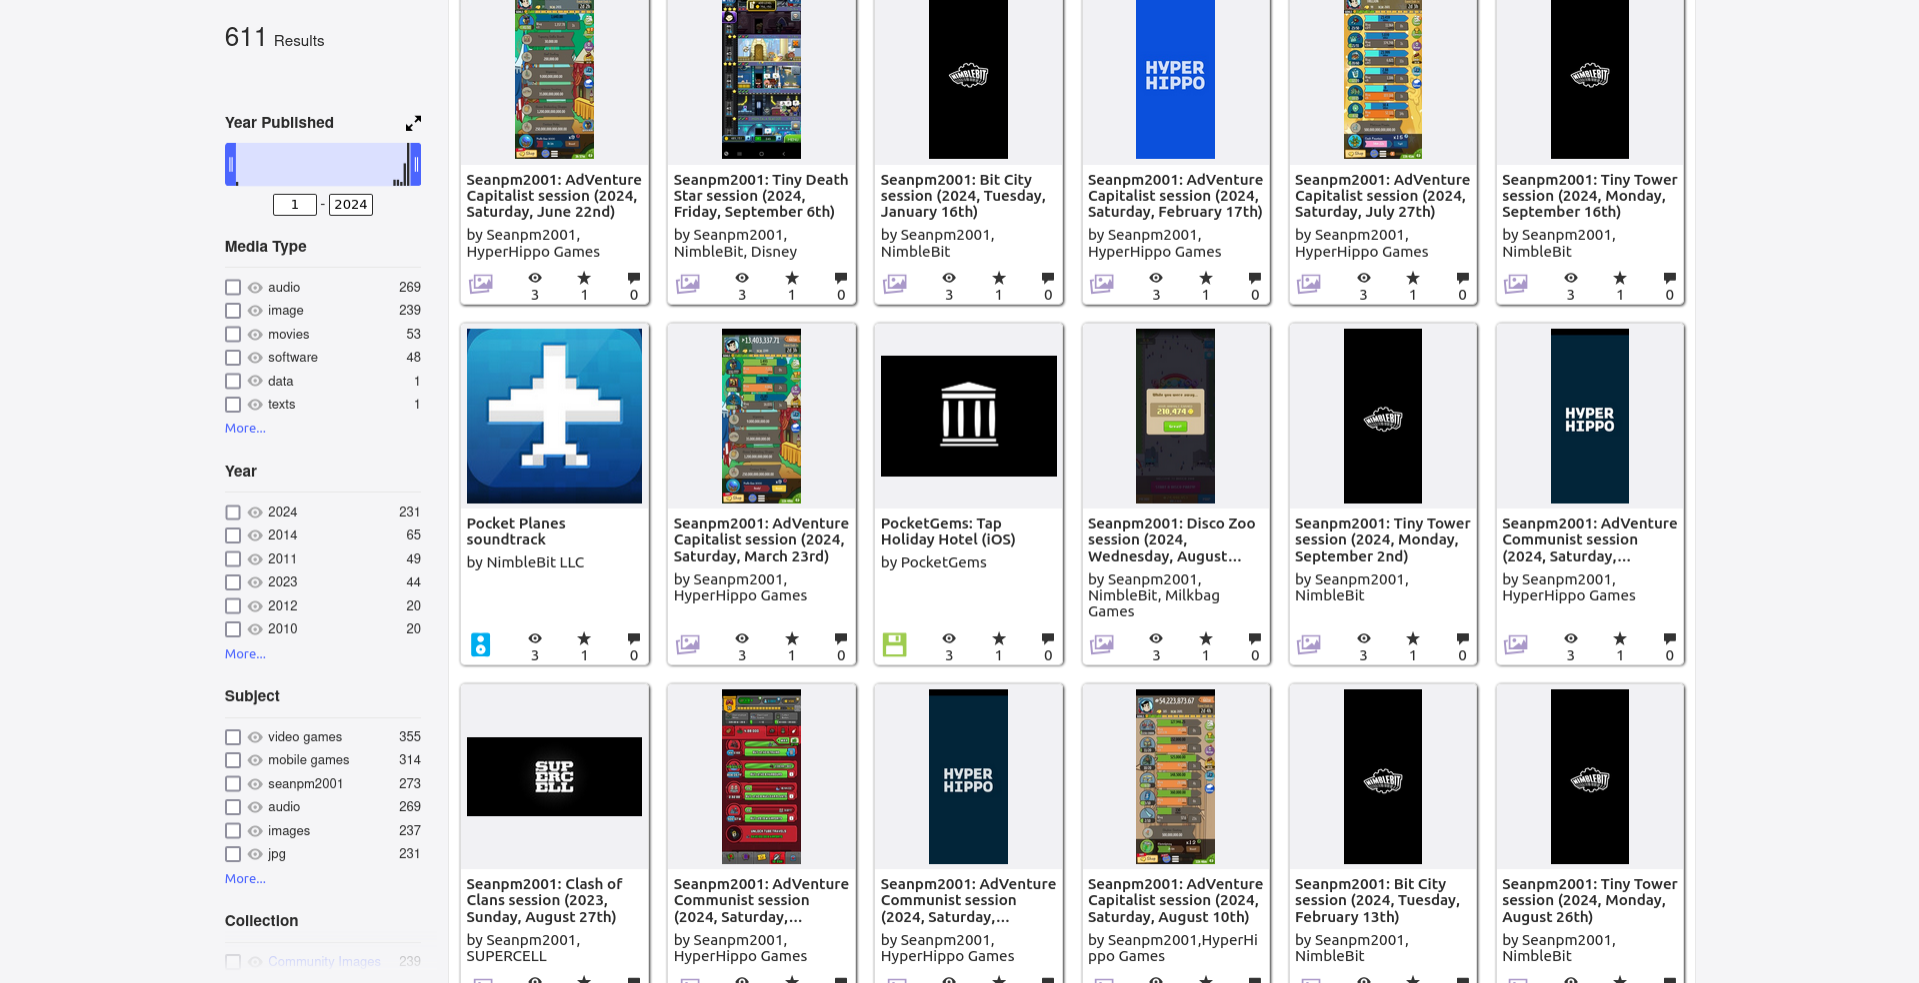 611 Results
Year Published
1 - 2024
Media Type
audio 269
image 239
movies 53
software 48
data 1
texts 1
More...
Year
2024 231
2014 65
2011 49
2023 44
2012 20
2010 20
More...
Subject
video games 355
mobile games 314
seanpm2001 273
audio 269
images 237
jpg 231
More...
Collection
Community Images 239
Seanpm2001: AdVenture
Capitalist session (2024,
Saturday, June 22nd)
by Seanpm2001,
HyperHippo Games
3 1 0
Seanpm2001: Tiny Death
Star session (2024,
Friday, September 6th)
by Seanpm2001,
NimbleBit, Disney
3 1 0
NIMBLEBIT
Seanpm2001: Bit City
session (2024, Tuesday,
January 16th)
by Seanpm2001,
NimbleBit
3 1 0
HYPER
HIPPO
Seanpm2001: AdVenture
Capitalist session (2024,
Saturday, February 17th)
by Seanpm2001,
HyperHippo Games
3 1 0
Seanpm2001: AdVenture
Capitalist session (2024,
Saturday, July 27th)
by Seanpm2001,
HyperHippo Games
3 1 0
NIMBLEBIT
Seanpm2001: Tiny Tower
session (2024, Monday,
September 16th)
by Seanpm2001,
NimbleBit
3 1 0
Pocket Planes
soundtrack
by NimbleBit LLC
3 1 0
Seanpm2001: AdVenture
Capitalist session (2024,
Saturday, March 23rd)
by Seanpm2001,
HyperHippo Games
3 1 0
PocketGems: Tap
Holiday Hotel (iOS)
by PocketGems
3 1 0
While you were away...
210,474
Seanpm2001: Disco Zoo
session (2024,
Wednesday, August...
by Seanpm2001,
NimbleBit, Milkbag
Games
3 1 0
NIMBLEBIT
Seanpm2001: Tiny Tower
session (2024, Monday,
September 2nd)
by Seanpm2001,
NimbleBit
3 1 0
HYPER
HIPPO
Seanpm2001: AdVenture
Communist session
(2024, Saturday,...
by Seanpm2001,
HyperHippo Games
3 1 0
SUP
ERC
ELL
Seanpm2001: Clash of
Clans session (2023,
Sunday, August 27th)
by Seanpm2001,
SUPERCELL
Seanpm2001: AdVenture
Communist session
(2024, Saturday,...
by Seanpm2001,
HyperHippo Games
HYPER
HIPPO
Seanpm2001: AdVenture
Communist session
(2024, Saturday,...
by Seanpm2001,
HyperHippo Games
Seanpm2001: AdVenture
Capitalist session (2024,
Saturday, August 10th)
by Seanpm2001,HyperHi
ppo Games
NIMBLEBIT
Seanpm2001: Bit City
session (2024, Tuesday,
February 13th)
by Seanpm2001,
NimbleBit
NIMBLEBIT
Seanpm2001: Tiny Tower
session (2024, Monday,
August 26th)
by Seanpm2001,
NimbleBit